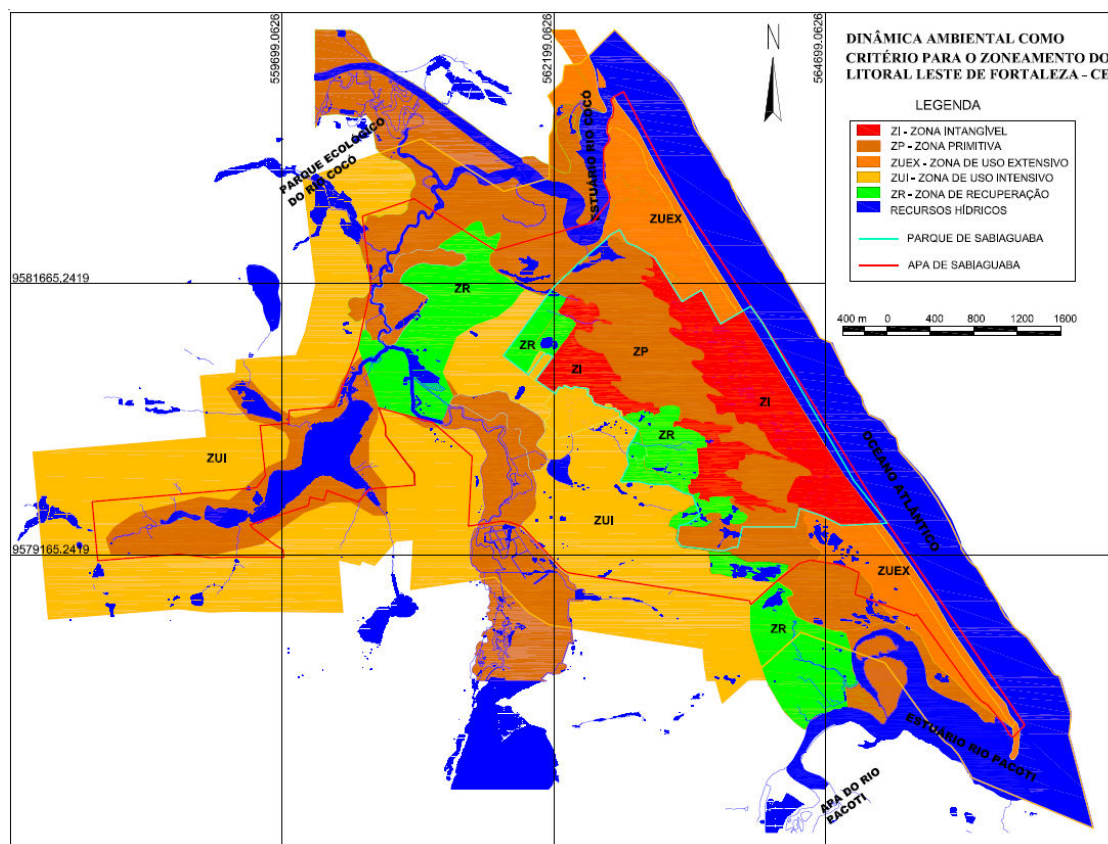 DINÂMICA AMBIENTAL COMO
CRITÉRIO PARA O ZONEAMENTO DO
LITORAL LESTE DE FORTALEZA - CE
LEGENDA
ZI - ZONA INTANGÍVEL
ZP - ZONA PRIMITIVA
ZUEX - ZONA DE USO EXTENSIVO
ZUI - ZONA DE USO INTENSIVO
ZR - ZONA DE RECUPERAÇÃO
RECURSOS HÍDRICOS
PARQUE DE SABIAGUABA
APA DE SABIAGUABA
400 m 0 400 800 1200 1600
N
559699.0626
562199.0626
564699.0626
9581665,2419
9579165.2419
PARQUE ECOLÓGICO
DO RIO COCÓ
ESTUÁRIO RIO COCÓ
ZUEX
ZR
ZR
ZP
ZI
ZI
ZR
ZUI
ZUI
OCEANO ATLÂNTICO
ZUEX
ZR
ESTUÁRIO RIO PACOTI
APA DO RIO
PACOTI